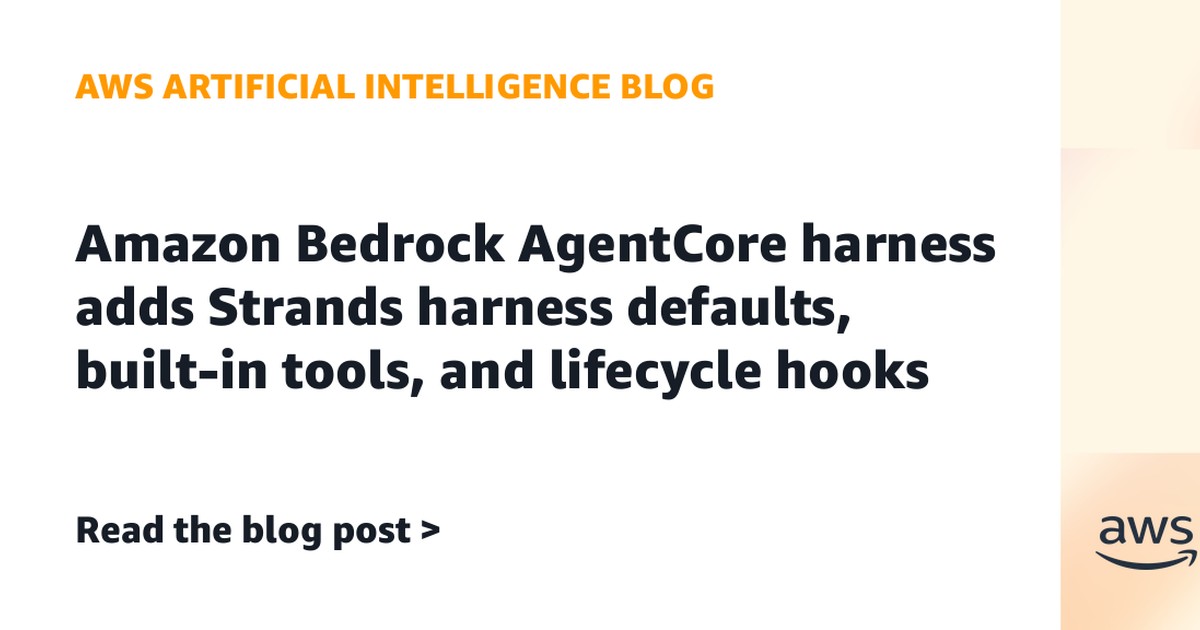 AWS ARTIFICIAL INTELLIGENCE BLOG
Amazon Bedrock AgentCore harness
adds Strands harness defaults,
built-in tools, and lifecycle hooks
Read the blog post >
aws